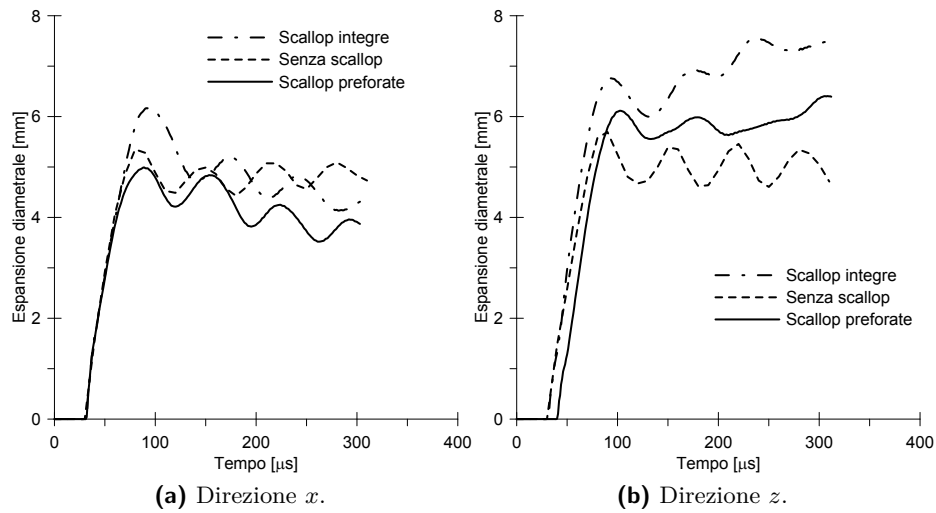 8
6
4
2
0
Espansione diametrale [mm]
Scallop integre
Senza scallop
Scallop preforate
0 100 200 300 400
Tempo [μs]
(a) Direzione x.
8
6
4
2
0
Espansione diametrale [mm]
Scallop integre
Senza scallop
Scallop preforate
0 100 200 300 400
Tempo [μs]
(b) Direzione z.